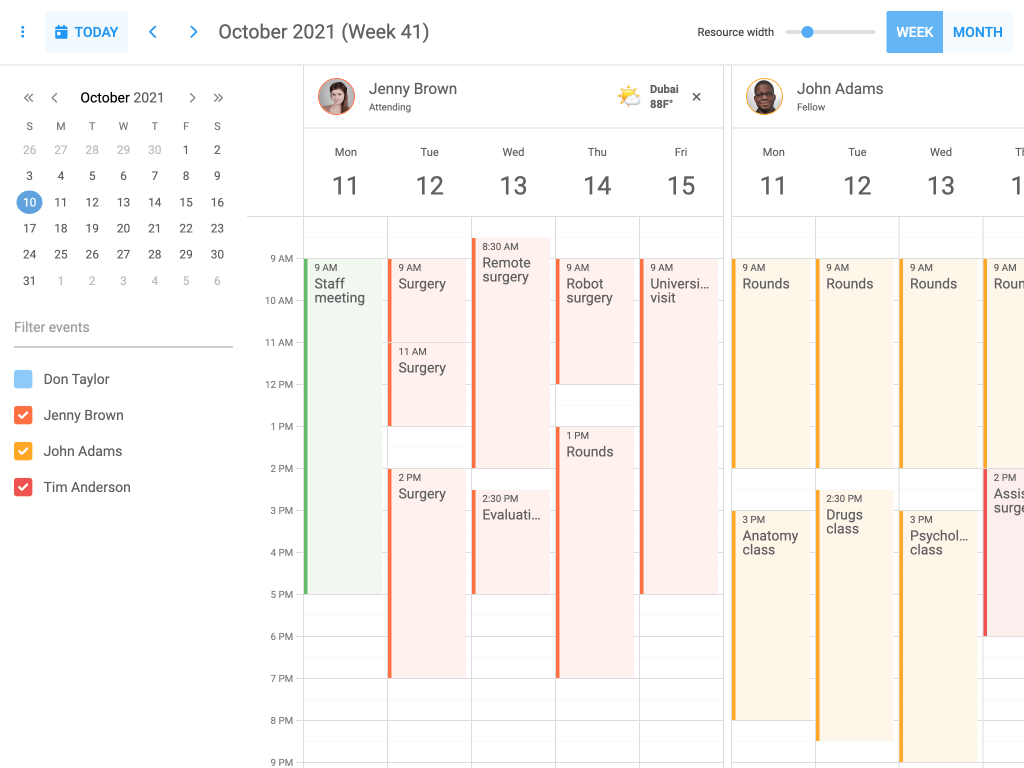 TODAY
October 2021 (Week 41)
Resource width
WEEK
MONTH
October 2021
S M T W T F S
26 27 28 29 30 1 2
3 4 5 6 7 8 9
10 11 12 13 14 15 16
17 18 19 20 21 22 23
24 25 26 27 28 29 30
31 1 2 3 4 5 6
Filter events
Don Taylor
Jenny Brown
John Adams
Tim Anderson
Jenny Brown
Attending
Dubai
88F°
John Adams
Fellow
Mon Tue Wed Thu Fri
11 12 13 14 15
Mon Tue Wed
11 12 13
9 AM
10 AM
11 AM
12 PM
1 PM
2 PM
3 PM
4 PM
5 PM
6 PM
7 PM
8 PM
9 PM
9 AM
Staff
meeting
9 AM
Surgery
11 AM
Surgery
2 PM
Surgery
8:30 AM
Remote
surgery
2:30 PM
Evaluati…
9 AM
Robot
surgery
1 PM
Rounds
9 AM
Universi…
visit
9 AM
Rounds
3 PM
Anatomy
class
9 AM
Rounds
2:30 PM
Drugs
class
9 AM
Rounds
3 PM
Psychol…
class
9 AM
2 PM